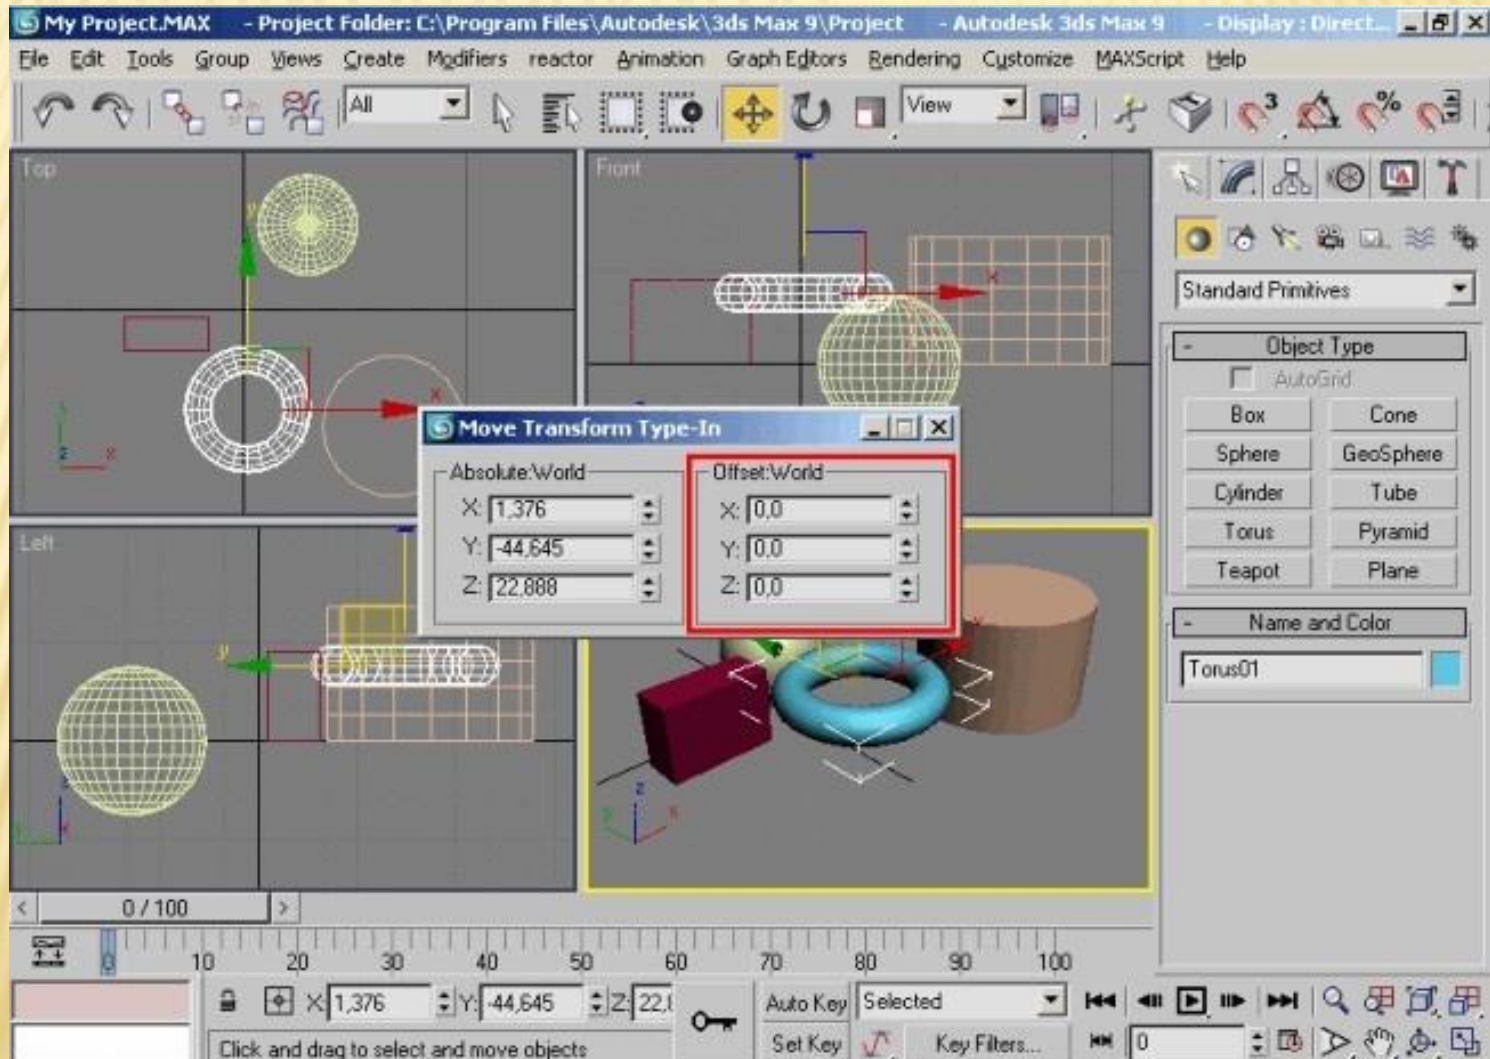 My Project.MAX - Project Folder: C:\Program Files\Autodesk\3ds Max 9\Project - Autodesk 3ds Max 9 - Display : Direct...
File Edit Tools Group Views Create Modifiers reactor Animation Graph Editors Rendering Customize MAXScript Help
All
View
3
%
Top
Front
y
x
x
Standard Primitives
- Object Type
AutoGrid
Box Cone
Sphere GeoSphere
Cylinder Tube
Torus Pyramid
Teapot Plane
- Name and Color
Torus01
Move Transform Type-In
Absolute:World
X: 1,376
Y: -44,645
Z: 22,888
Offset:World
X: 0,0
Y: 0,0
Z: 0,0
z x
Left
y
z
x
< 0 / 100 >
0 10 20 30 40 50 60 70 80 90 100
X: 1,376 Y: -44,645 Z: 22,
Auto Key Selected
Click and drag to select and move objects
Set Key Key Filters... 0